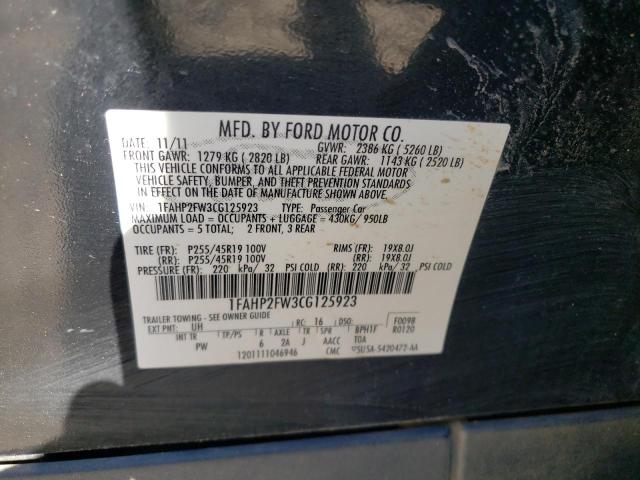 MFD. BY FORD MOTOR CO.
DATE: 11/11 GVWR: 2386 KG ( 5260 LB)
FRONT GAWR: 1279 KG ( 2820 LB) REAR GAWR: 1143 KG ( 2520 LB)
THIS VEHICLE CONFORMS TO ALL APPLICABLE FEDERAL MOTOR
VEHICLE SAFETY, BUMPER, AND THEFT PREVENTION STANDARDS
IN EFFECT ON THE DATE OF MANUFACTURE SHOWN ABOVE.
VIN: 1FAHP2FW3CG125923 TYPE: Passenger Car
MAXIMUM LOAD = OCCUPANTS + LUGGAGE = 430KG/ 950LB
OCCUPANTS = 5 TOTAL; 2 FRONT, 3 REAR
TIRE (FR): P255/45R19 100V RIMS (FR): 19X8.0J
(RR): P255/45R19 100V (RR): 19X8.0J
PRESSURE (FR): 220 kPa/ 32 PSI COLD (RR) 220 kPa/ 32 PSI COLD
1FAHP2FW3CG125923
TRAILER TOWING - SEE OWNER GUIDE
EXT PNT: UH RC: 16 DSO: F0098
INT TR TP/PS R AXLE TR SPR BPH1F R0120
PW 6 2A J AACC TOA
1201111046946 CMC 5U5A-5420472-AA